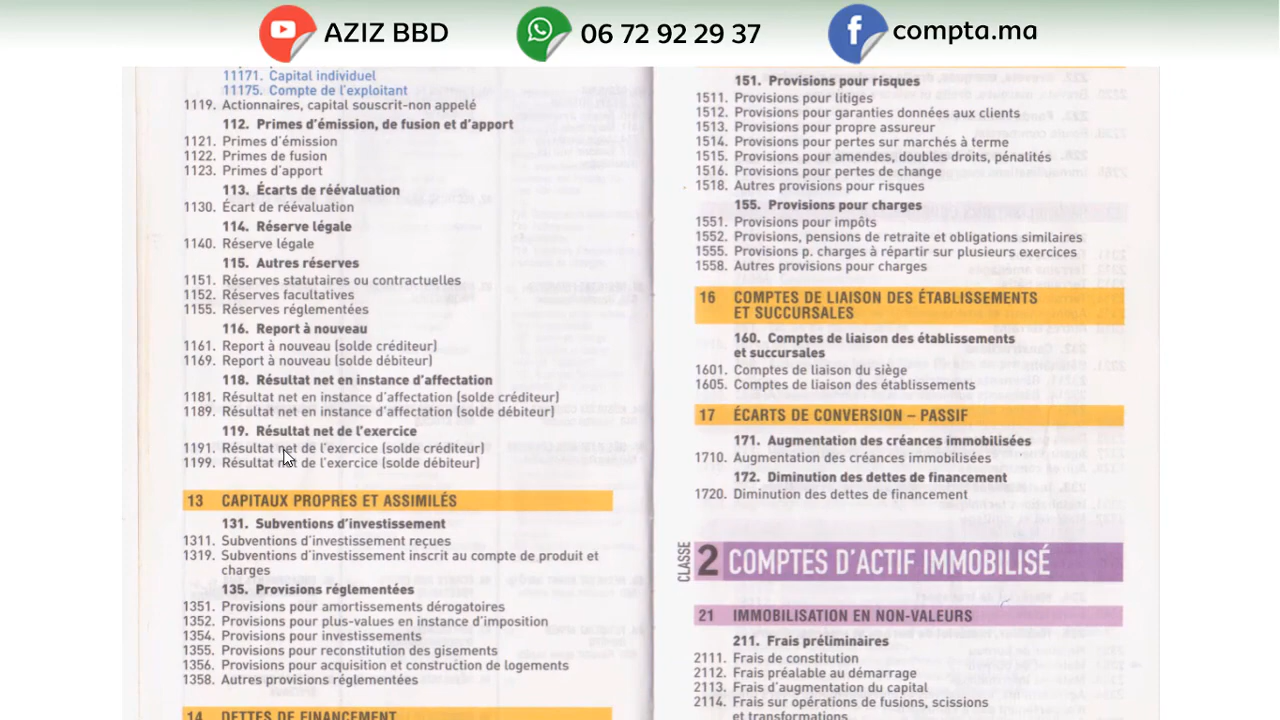 AZIZ BBD
06 72 92 29 37
compta.ma
11171. Capital individuel
11175. Compte de l'exploitant
1119. Actionnaires, capital souscrit-non appelé
112. Primes d'émission, de fusion et d'apport
1121. Primes d'émission
1122. Primes de fusion
1123. Primes d'apport
113. Écarts de réévaluation
1130. Écart de réévaluation
114. Réserve légale
1140. Réserve légale
115. Autres réserves
1151. Réserves statutaires ou contractuelles
1152. Réserves facultatives
1155. Réserves réglementées
116. Report à nouveau
1161. Report à nouveau (solde créditeur)
1169. Report à nouveau (solde débiteur)
118. Résultat net en instance d'affectation
1181. Résultat net en instance d'affectation (solde créditeur)
1189. Résultat net en instance d'affectation (solde débiteur)
119. Résultat net de l'exercice
1191. Résultat net de l'exercice (solde créditeur)
1199. Résultat net de l'exercice (solde débiteur)
13 CAPITAUX PROPRES ET ASSIMILÉS
131. Subventions d'investissement
1311. Subventions d'investissement reçues
1319. Subventions d'investissement inscrit au compte de produit et
charges
135. Provisions réglementées
1351. Provisions pour amortissements dérogatoires
1352. Provisions pour plus-values en instance d'imposition
1354. Provisions pour investissements
1355. Provisions pour reconstitution des gisements
1356. Provisions pour acquisition et construction de logements
1358. Autres provisions réglementées
14 DETTES DE FINANCEMENT
151. Provisions pour risques
1511. Provisions pour litiges
1512. Provisions pour garanties données aux clients
1513. Provisions pour propre assureur
1514. Provisions pour pertes sur marchés à terme
1515. Provisions pour amendes, doubles droits, pénalités
1516. Provisions pour pertes de change
1518. Autres provisions pour risques
155. Provisions pour charges
1551. Provisions pour impôts
1552. Provisions, pensions de retraite et obligations similaires
1555. Provisions p. charges à répartir sur plusieurs exercices
1558. Autres provisions pour charges
16 COMPTES DE LIAISON DES ÉTABLISSEMENTS
ET SUCCURSALES
160. Comptes de liaison des établissements
et succursales
1601. Comptes de liaison du siège
1605. Comptes de liaison des établissements
17 ÉCARTS DE CONVERSION – PASSIF
171. Augmentation des créances immobilisées
1710. Augmentation des créances immobilisées
172. Diminution des dettes de financement
1720. Diminution des dettes de financement
CLASSE 2 COMPTES D'ACTIF IMMOBILISÉ
21 IMMOBILISATION EN NON-VALEURS
211. Frais préliminaires
2111. Frais de constitution
2112. Frais préalable au démarrage
2113. Frais d'augmentation du capital
2114. Frais sur opérations de fusions, scissions
et transformations